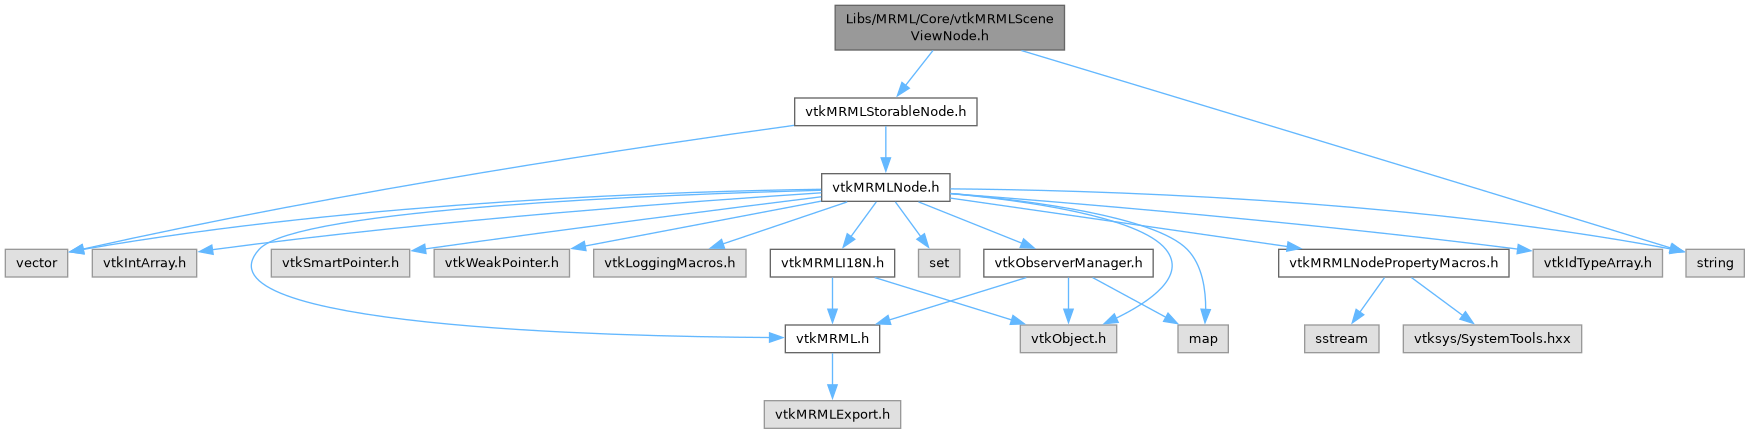 Libs/MRML/Core/vtkMRMLScene
ViewNode.h
vtkMRMLStorableNode.h
vtkMRMLNode.h
vector
vtkIntArray.h
vtkSmartPointer.h
vtkWeakPointer.h
vtkLoggingMacros.h
vtkMRMLI18N.h
set
vtkObserverManager.h
vtkMRMLNodePropertyMacros.h
vtkIdTypeArray.h
string
vtkMRML.h
vtkObject.h
map
sstream
vtksys/SystemTools.hxx
vtkMRMLExport.h